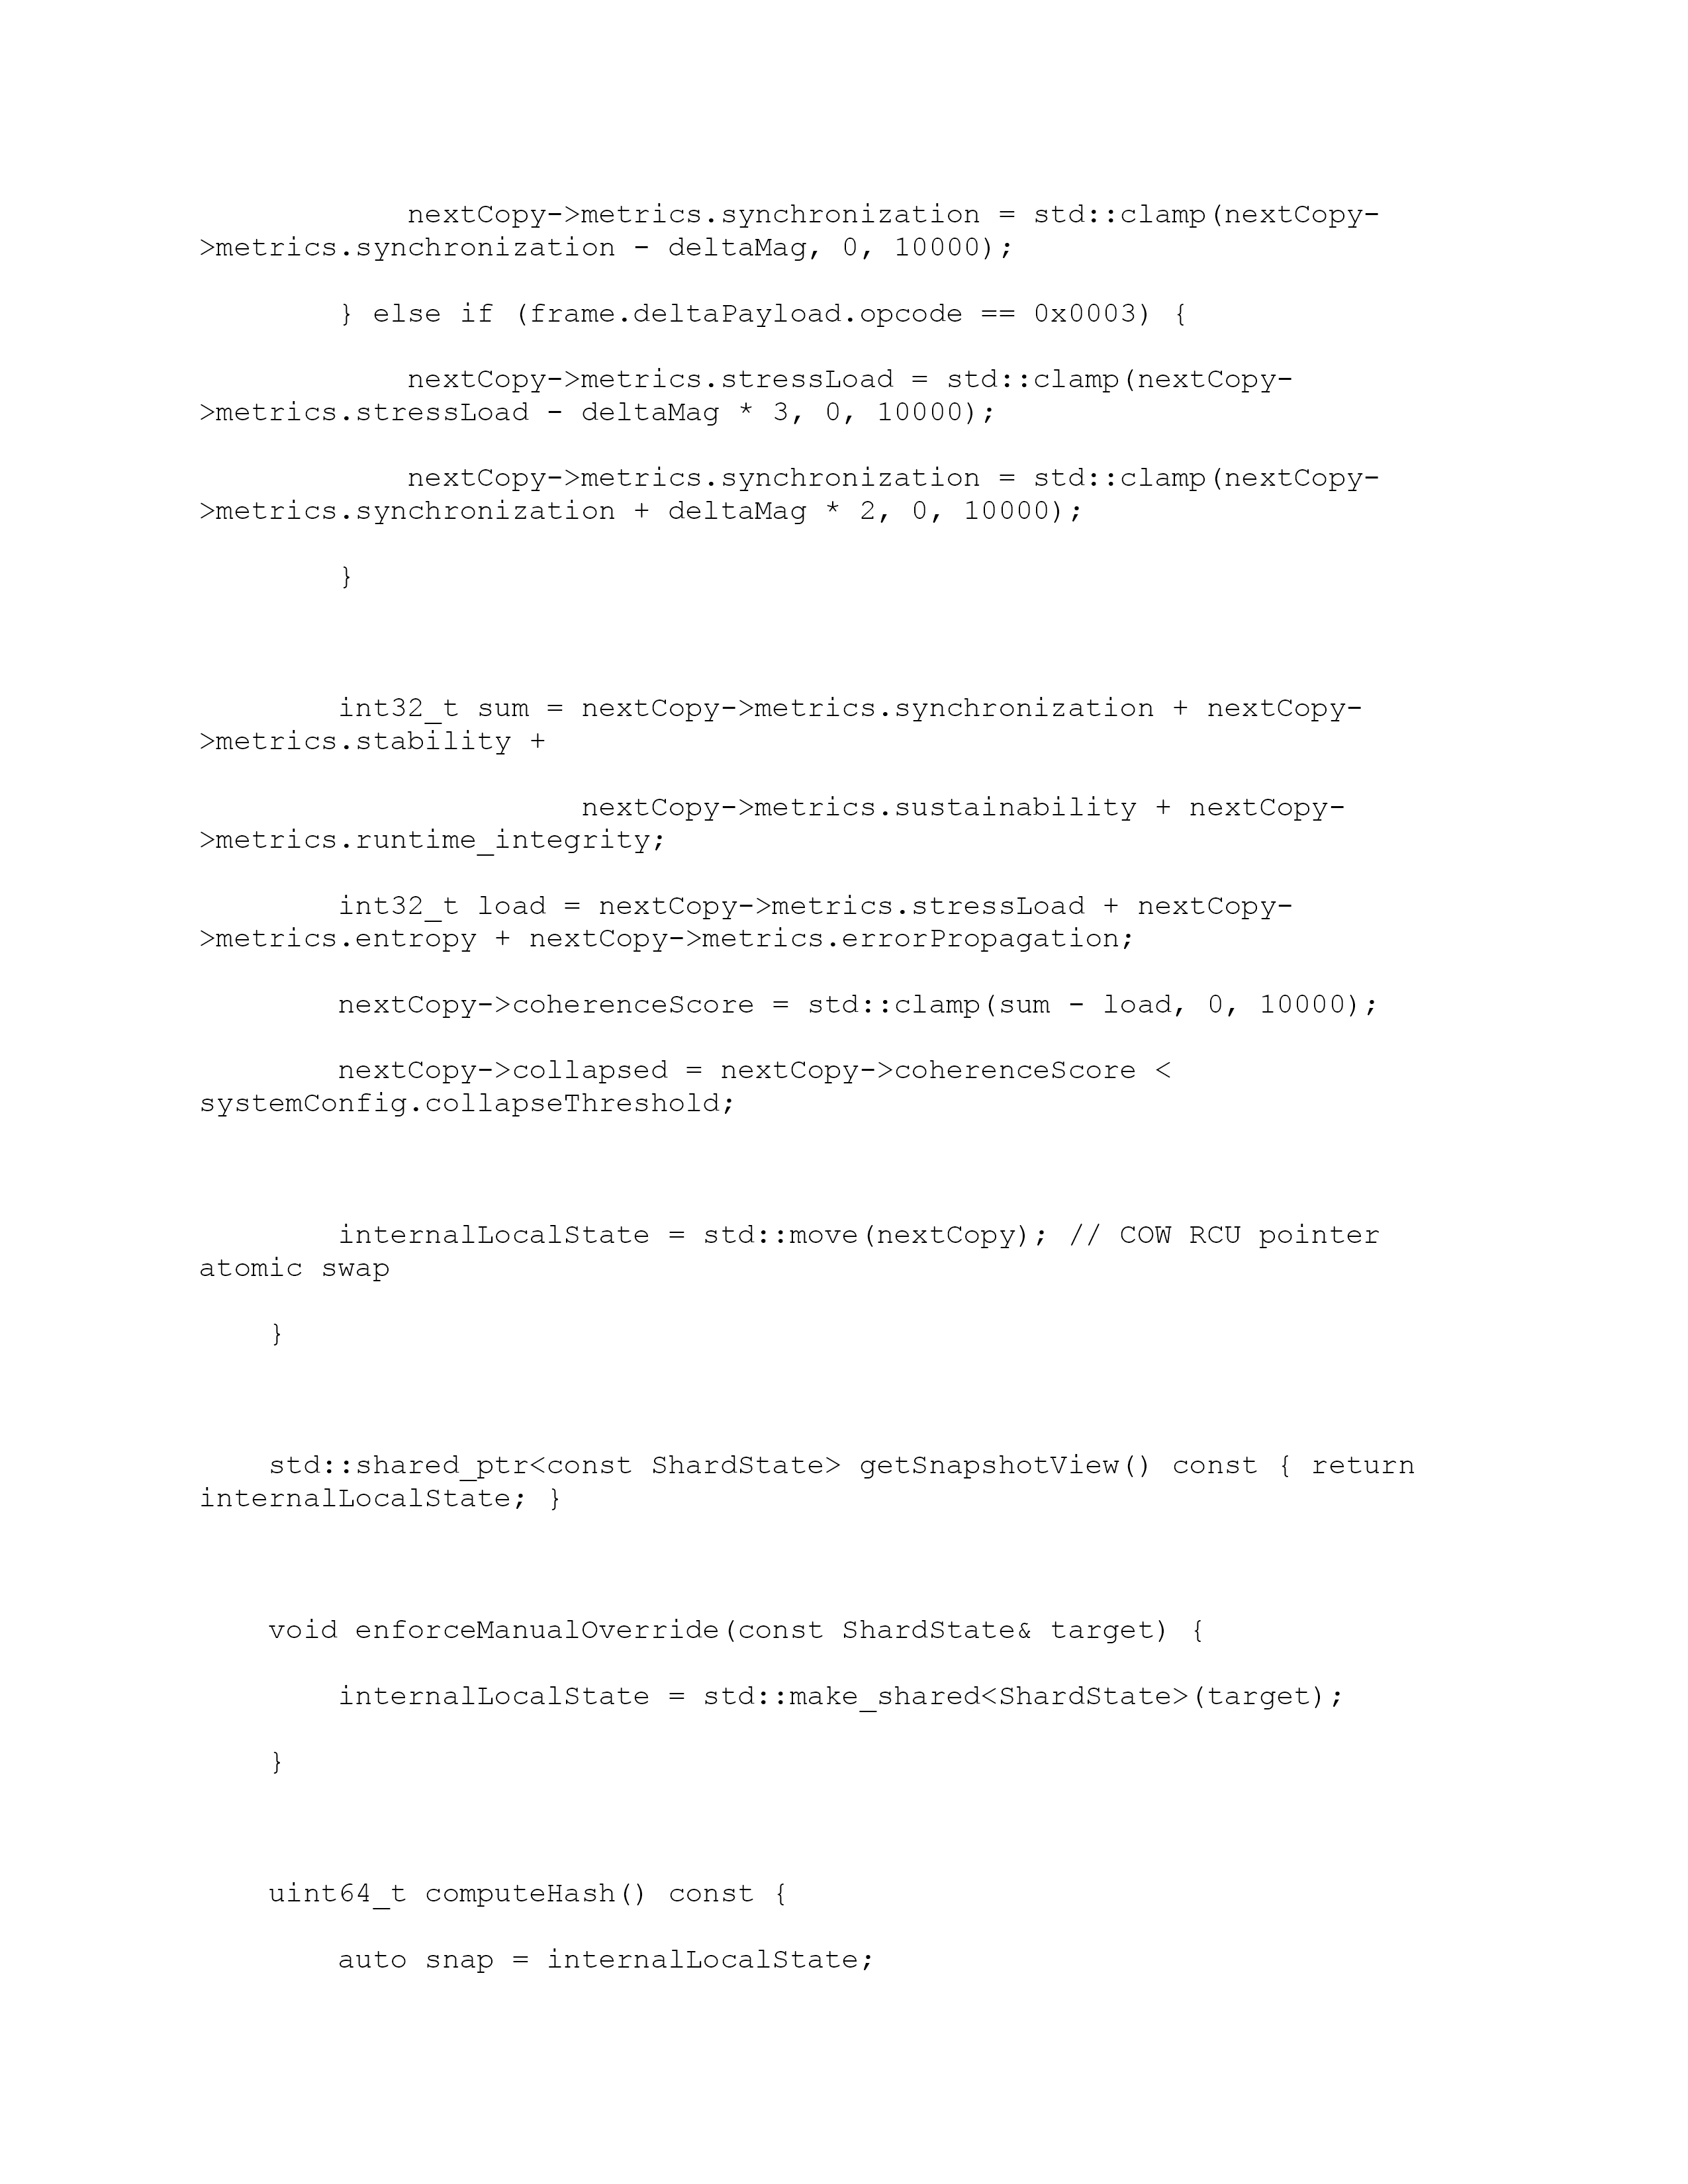 nextCopy->metrics.synchronization = std::clamp(nextCopy-
>metrics.synchronization - deltaMag, 0, 10000);
} else if (frame.deltaPayload.opcode == 0x0003) {
nextCopy->metrics.stressLoad = std::clamp(nextCopy-
>metrics.stressLoad - deltaMag * 3, 0, 10000);
nextCopy->metrics.synchronization = std::clamp(nextCopy-
>metrics.synchronization + deltaMag * 2, 0, 10000);
}
int32_t sum = nextCopy->metrics.synchronization + nextCopy-
>metrics.stability +
nextCopy->metrics.sustainability + nextCopy-
>metrics.runtime_integrity;
int32_t load = nextCopy->metrics.stressLoad + nextCopy-
>metrics.entropy + nextCopy->metrics.errorPropagation;
nextCopy->coherenceScore = std::clamp(sum - load, 0, 10000);
nextCopy->collapsed = nextCopy->coherenceScore <
systemConfig.collapseThreshold;
internalLocalState = std::move(nextCopy); // COW RCU pointer
atomic swap
}
std::shared_ptr<const ShardState> getSnapshotView() const { return
internalLocalState; }
void enforceManualOverride(const ShardState& target) {
internalLocalState = std::make_shared<ShardState>(target);
}
uint64_t computeHash() const {
auto snap = internalLocalState;